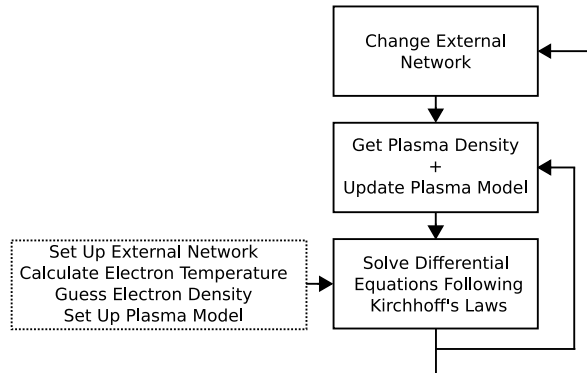 Change External
Network
Get Plasma Density
+
Update Plasma Model
Set Up External Network
Calculate Electron Temperature
Guess Electron Density
Set Up Plasma Model
Solve Differential
Equations Following
Kirchhoff's Laws